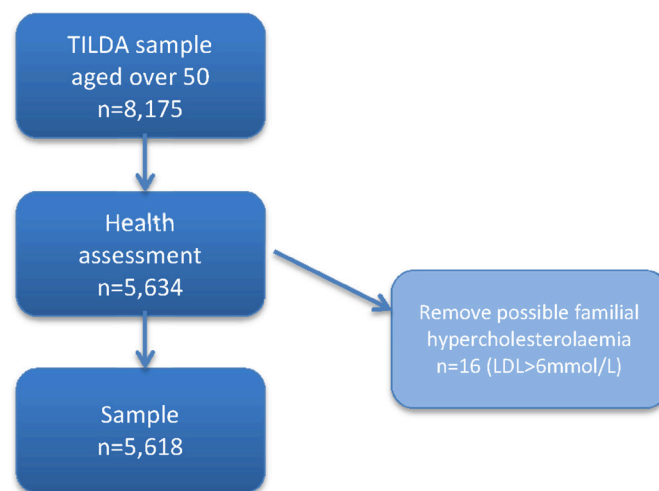 TILDA sample
aged over 50
n=8,175
Health
assessment
n=5,634
Remove possible familial
hypercholesterolaemia
n=16 (LDL>6mmol/L)
Sample
n=5,618